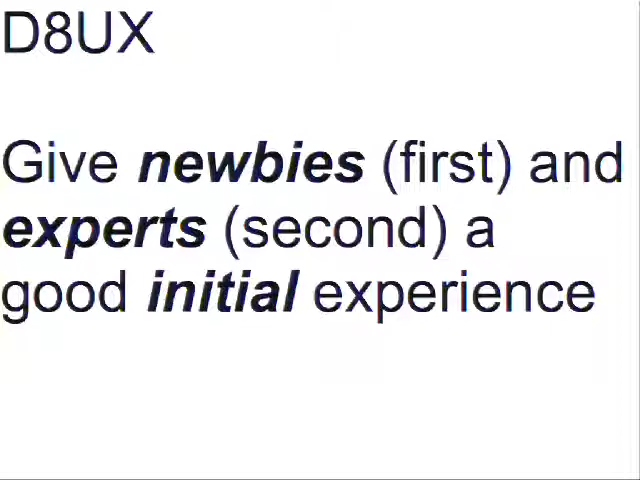 D8UX
Give newbies (first) and
experts (second) a
good initial experience